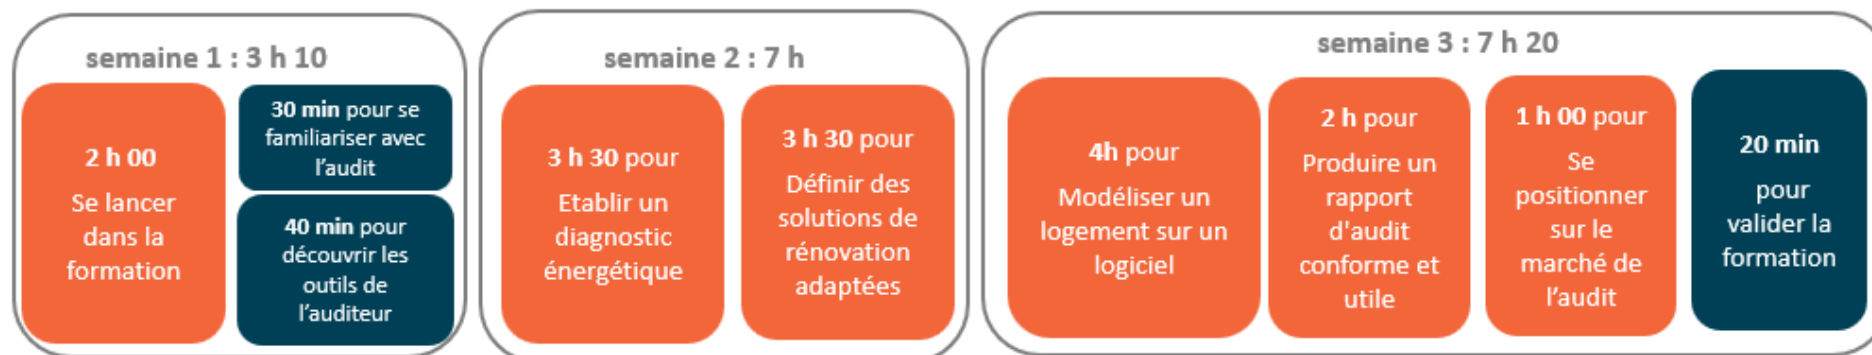 semaine 1 : 3 h 10
2 h 00
Se lancer
dans la
formation
30 min pour se
familiariser avec
l’audit
40 min pour
découvrir les
outils de
l’auditeur
semaine 2 : 7 h
3 h 30 pour
Etablir un
diagnostic
énergétique
3 h 30 pour
Définir des
solutions de
rénovation
adaptées
semaine 3 : 7 h 20
4h pour
Modéliser un
logement sur un
logiciel
2 h pour
Produire un
rapport
d'audit
conforme et
utile
1 h 00 pour
Se
positionner
sur le
marché de
l’audit
20 min
pour
valider la
formation